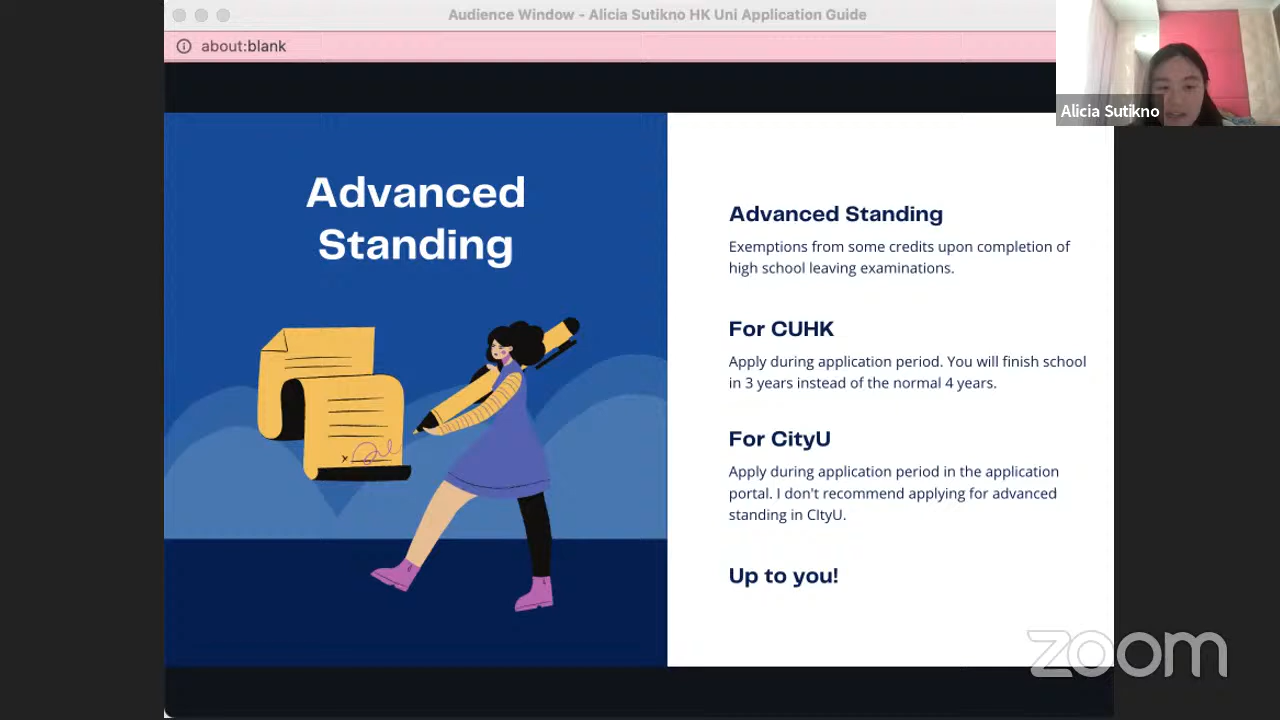 Audience Window - Alicia Sutikno HK Uni Application Guide
about:blank
Alicia Sutikno
Advanced
Standing
Advanced Standing
Exemptions from some credits upon completion of
high school leaving examinations.
For CUHK
Apply during application period. You will finish school
in 3 years instead of the normal 4 years.
For CityU
Apply during application period in the application
portal. I don't recommend applying for advanced
standing in CItyU.
Up to you!
x
zoom